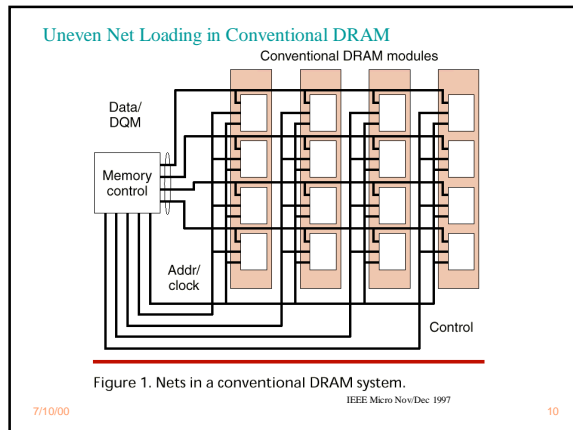 Uneven Net Loading in Conventional DRAM
Conventional DRAM modules
Data/
DQM
Memory
control
Addr/
clock
Control
Figure 1. Nets in a conventional DRAM system.
IEEE Micro Nov/Dec 1997
7/10/00
10